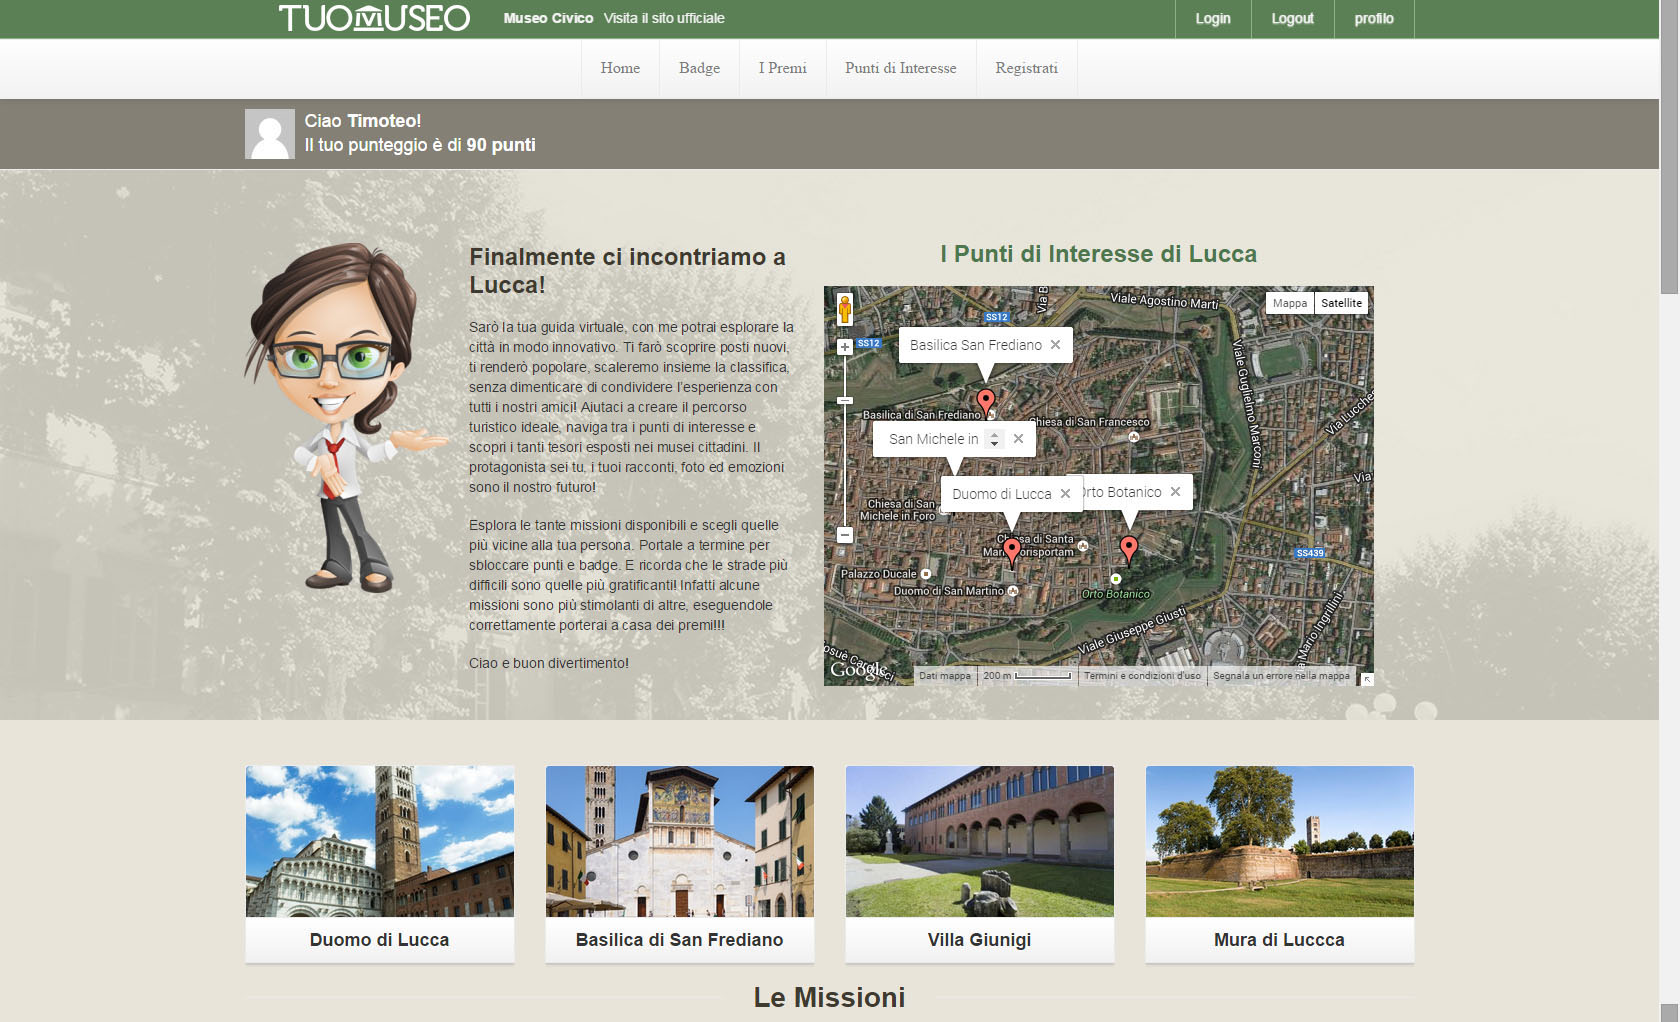 TUOMUSEO
Museo Civico Visita il sito ufficiale
Login
Logout
profilo
Home
Badge
I Premi
Punti di Interesse
Registrati
Ciao Timoteo!
Il tuo punteggio è di 90 punti
Finalmente ci incontriamo a
Lucca!
Sarò la tua guida virtuale, con me potrai esplorare la
città in modo innovativo. Ti farò scoprire posti nuovi,
ti renderò popolare, scaleremo insieme la classifica,
senza dimenticare di condividere l'esperienza con
tutti i nostri amici! Aiutaci a creare il percorso
turistico ideale, naviga tra i punti di interesse e
scopri i tanti tesori esposti nei musei cittadini. Il
protagonista sei tu, i tuoi racconti, foto ed emozioni
sono il nostro futuro!
Esplora le tante missioni disponibili e scegli quelle
più vicine alla tua persona. Portale a termine per
sbloccare punti e badge. E ricorda che le strade più
difficili sono quelle più gratificanti! Infatti alcune
missioni sono più stimolanti di altre, eseguendole
correttamente porterai a casa dei premi!!!
Ciao e buon divertimento!
I Punti di Interesse di Lucca
Viale Agostino Marti
Mappa
Satellite
SS12
SS12
Basilica San Frediano
Viale Guglielmo Marconi
Basilica di San Frediano
Chiesa di San Francesco
San Michele in
Duomo di Lucca
Orto Botanico
Chiesa di San
Michele in Foro
Chiesa di Santa
SS439
Palazzo Ducale
Duomo di San Martino
Orto Botanico
Viale Giuseppe Giusti
Mario Ingrillini
Google
Dati mappa
200 m
Termini e condizioni d'uso
Segnala un errore nella mappa
Duomo di Lucca
Basilica di San Frediano
Villa Giunigi
Mura di Luccca
Le Missioni